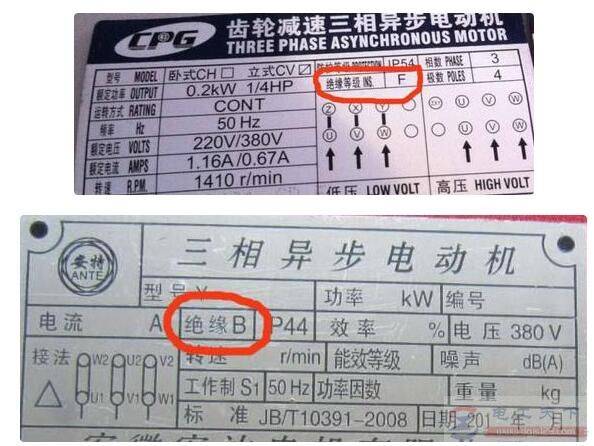 CPG 齿轮减速三相异步电动机
THREE PHASE ASYNCHRONOUS MOTOR
型号 MODEL 卧式CH □ 立式CV ☑ 防护等级 PROTECTION IP54 相数 PHASE 3
额定功率 OUTPUT 0.2kW 1/4HP 绝缘等级 INS. F 极数 POLES 4
运转方式 RATING CONT
频率 Hz 50 Hz
额定电压 VOLTS 220V/380V
额定电流 AMPS 1.16A/0.67A
转速 R.P.M. 1410 r/min
Z X Y
U V W U V W
低压 LOW VOLT 高压 HIGH VOLT
安特 ANTE 三相异步电动机
型号 Y 功率 kW 编号
电流 A 绝缘B IP44 效率 % 电压 380 V
接法 W2 U2 V2 转速 r/min 能效等级 噪声 dB(A)
△ U1 V1 W1 工作制 S1 50 Hz 功率因数 重量 kg
标准 JB/T10391-2008 日期 201 年 月